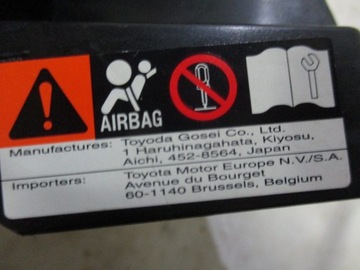 AIRBAG
Manufactures: Toyoda Gosei Co., Ltd.
1 Haruhinagahata, Kiyosu,
Aichi, 452-8564, Japan
Importers: Toyota Motor Europe N.V./S.A.
Avenue du Bourget
60-1140 Brussels, Belgium